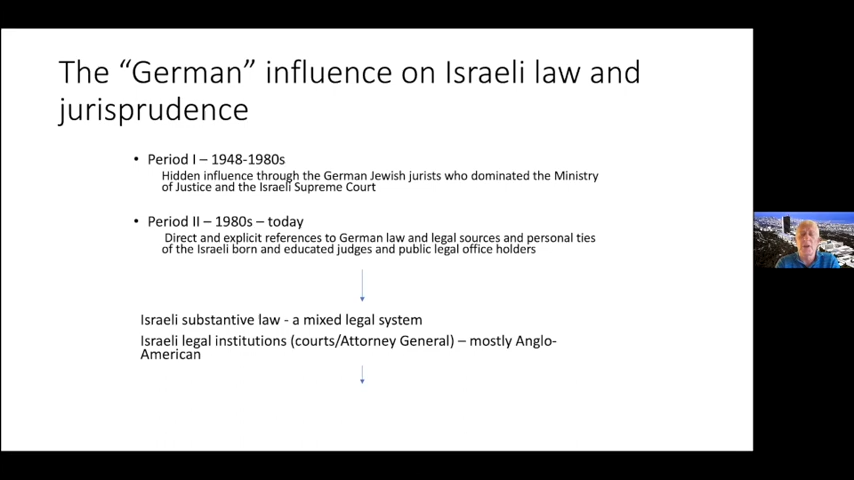 The “German” influence on Israeli law and
jurisprudence
• Period I – 1948-1980s
Hidden influence through the German Jewish jurists who dominated the Ministry
of Justice and the Israeli Supreme Court
• Period II – 1980s – today
Direct and explicit references to German law and legal sources and personal ties
of the Israeli born and educated judges and public legal office holders
Israeli substantive law - a mixed legal system
Israeli legal institutions (courts/Attorney General) – mostly Anglo-
American